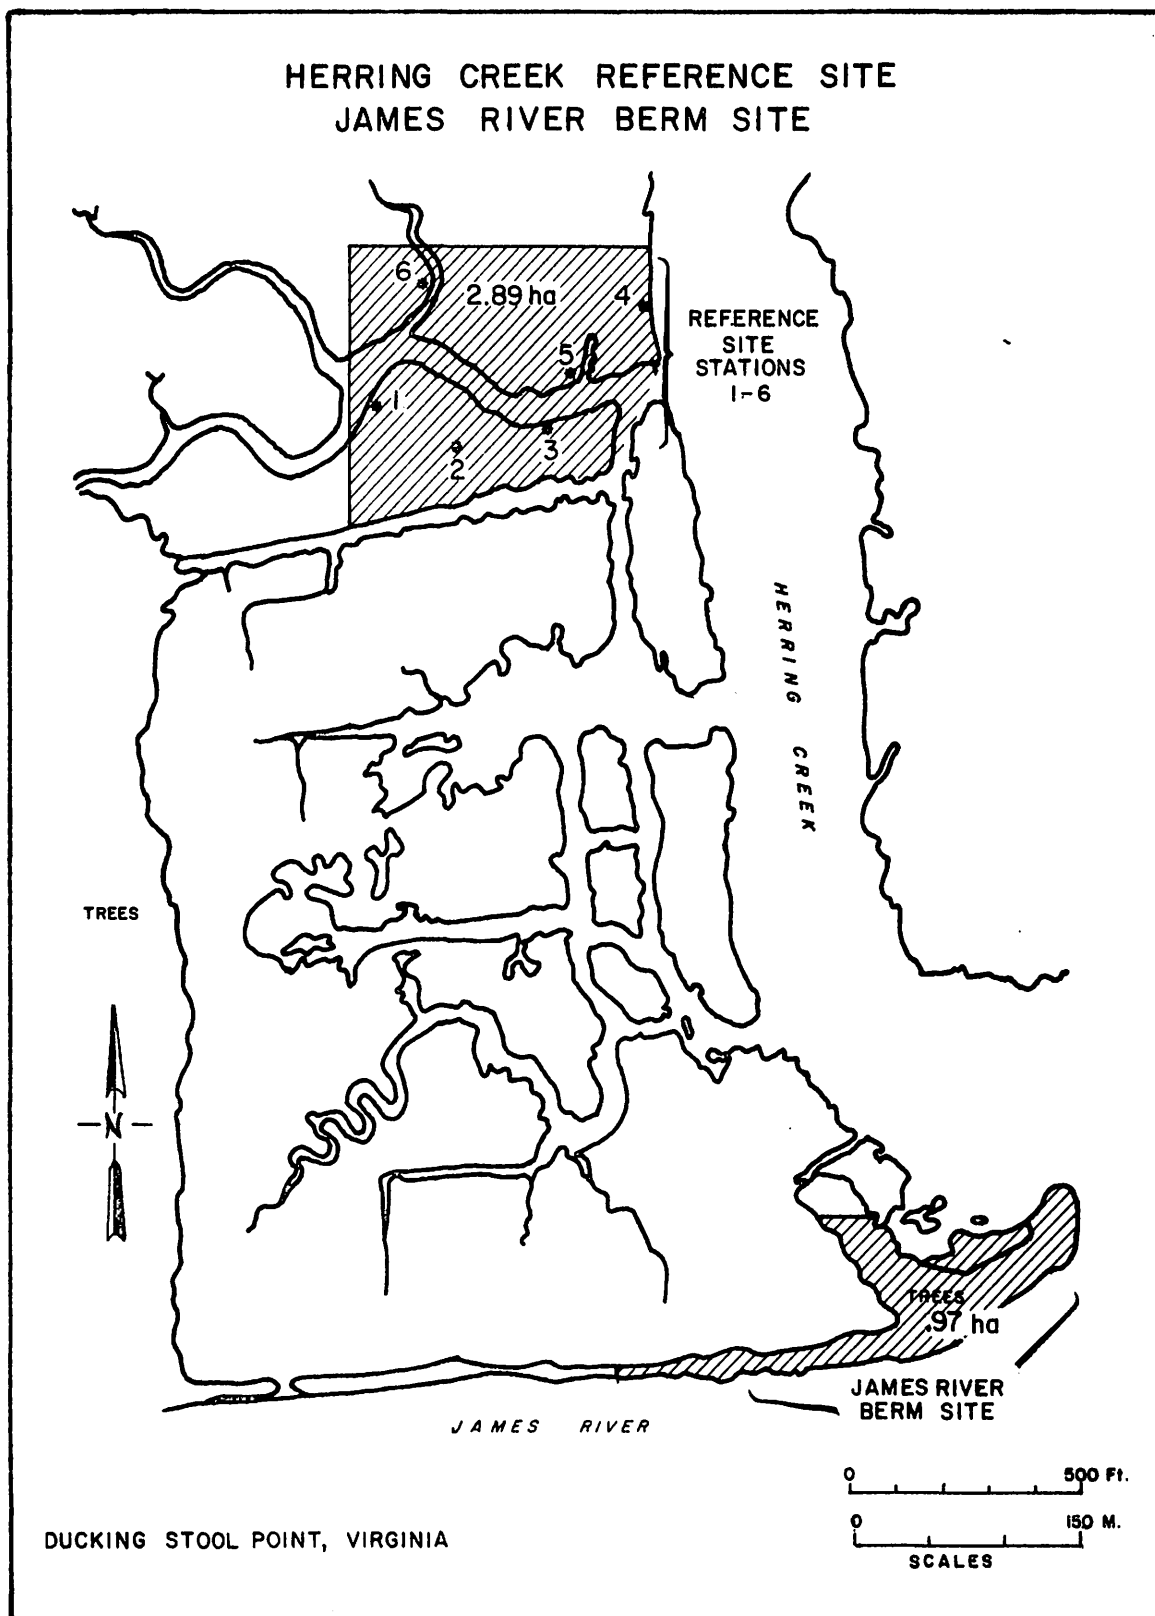 HERRING CREEK REFERENCE SITE
JAMES RIVER BERM SITE
6
2.89 ha
4
REFERENCE
SITE
STATIONS
1-6
5
1
3
2
HERRING CREEK
TREES
N
TREES
.97 ha
JAMES RIVER
BERM SITE
JAMES RIVER
0 500 Ft.
0 150 M.
SCALES
DUCKING STOOL POINT, VIRGINIA